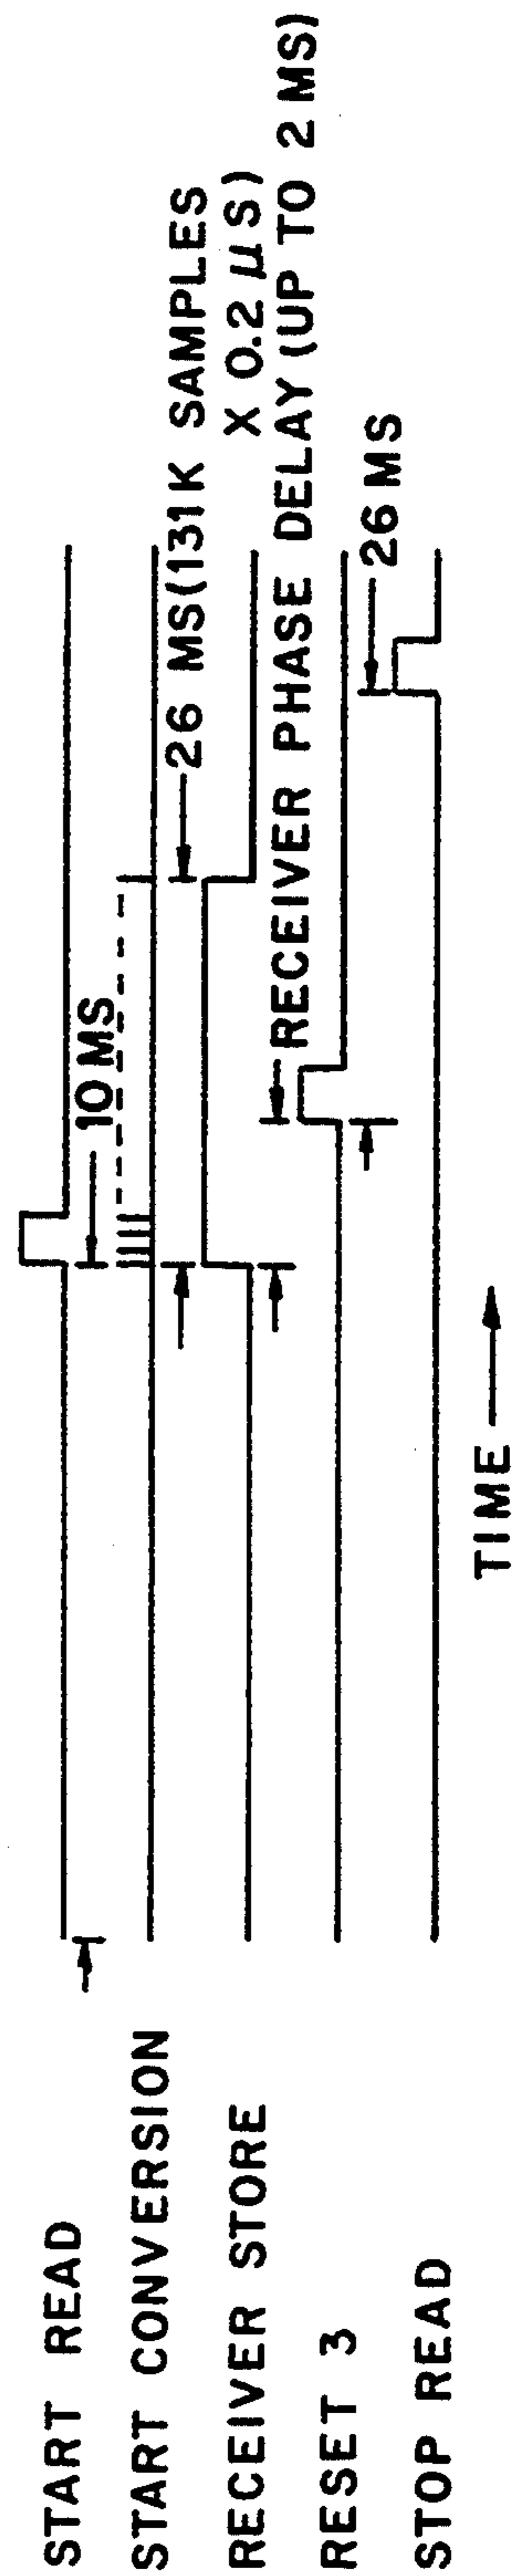 START READ
10 MS
START CONVERSION
26 MS (131K SAMPLES
X 0.2 µS)
RECEIVER STORE
RECEIVER PHASE DELAY (UP TO 2 MS)
RESET 3
26 MS
STOP READ
TIME